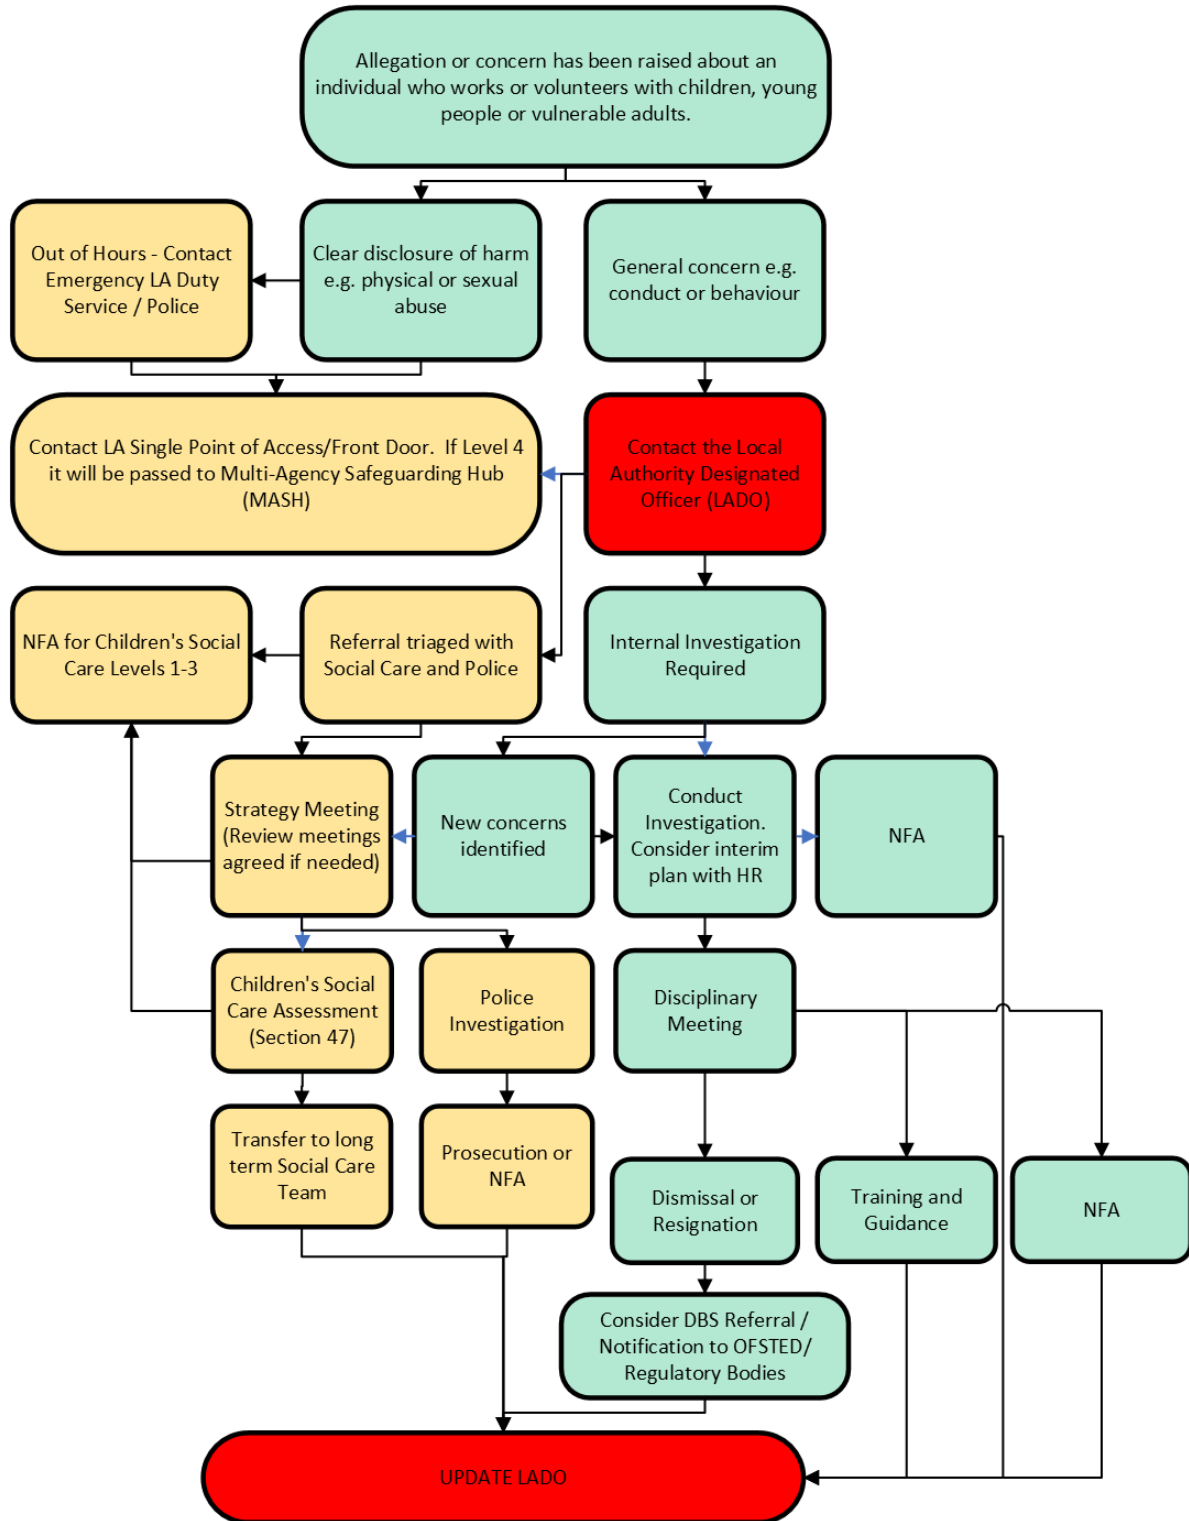 Allegation or concern has been raised about an
individual who works or volunteers with children, young
people or vulnerable adults.
Out of Hours - Contact
Emergency LA Duty
Service / Police
Clear disclosure of harm
e.g. physical or sexual
abuse
General concern e.g.
conduct or behaviour
Contact LA Single Point of Access/Front Door.  If Level 4
it will be passed to Multi-Agency Safeguarding Hub
(MASH)
Contact the Local
Authority Designated
Officer (LADO)
NFA for Children's Social
Care Levels 1-3
Referral triaged with
Social Care and Police
Internal Investigation
Required
Strategy Meeting
(Review meetings
agreed if needed)
New concerns
identified
Conduct
Investigation.
Consider interim
plan with HR
NFA
Children's Social
Care Assessment
(Section 47)
Police
Investigation
Disciplinary
Meeting
Transfer to long
term Social Care
Team
Prosecution or
NFA
Dismissal or
Resignation
Training and
Guidance
NFA
Consider DBS Referral /
Notification to OFSTED/
Regulatory Bodies
UPDATE LADO